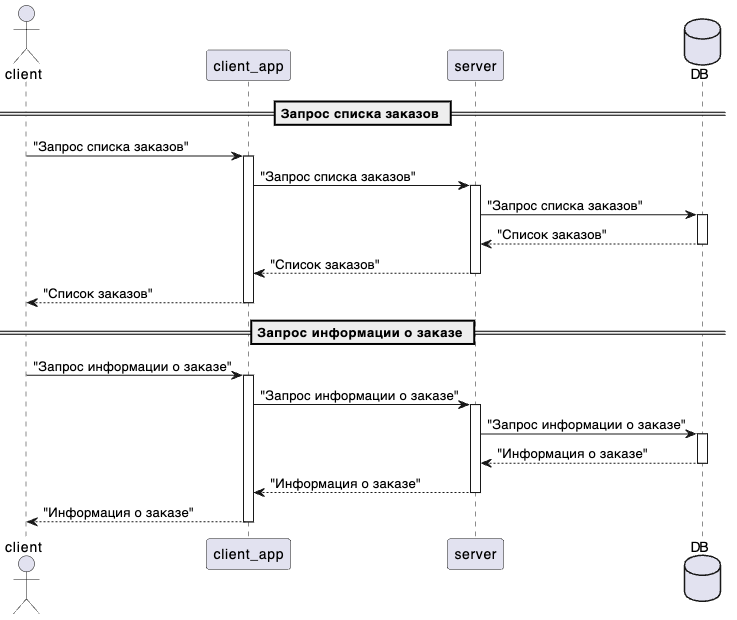 client
client_app
server
DB
Запрос списка заказов
"Запрос списка заказов"
"Запрос списка заказов"
"Запрос списка заказов"
"Список заказов"
"Список заказов"
"Список заказов"
Запрос информации о заказе
"Запрос информации о заказе"
"Запрос информации о заказе"
"Запрос информации о заказе"
"Информация о заказе"
"Информация о заказе"
"Информация о заказе"
client
client_app
server
DB